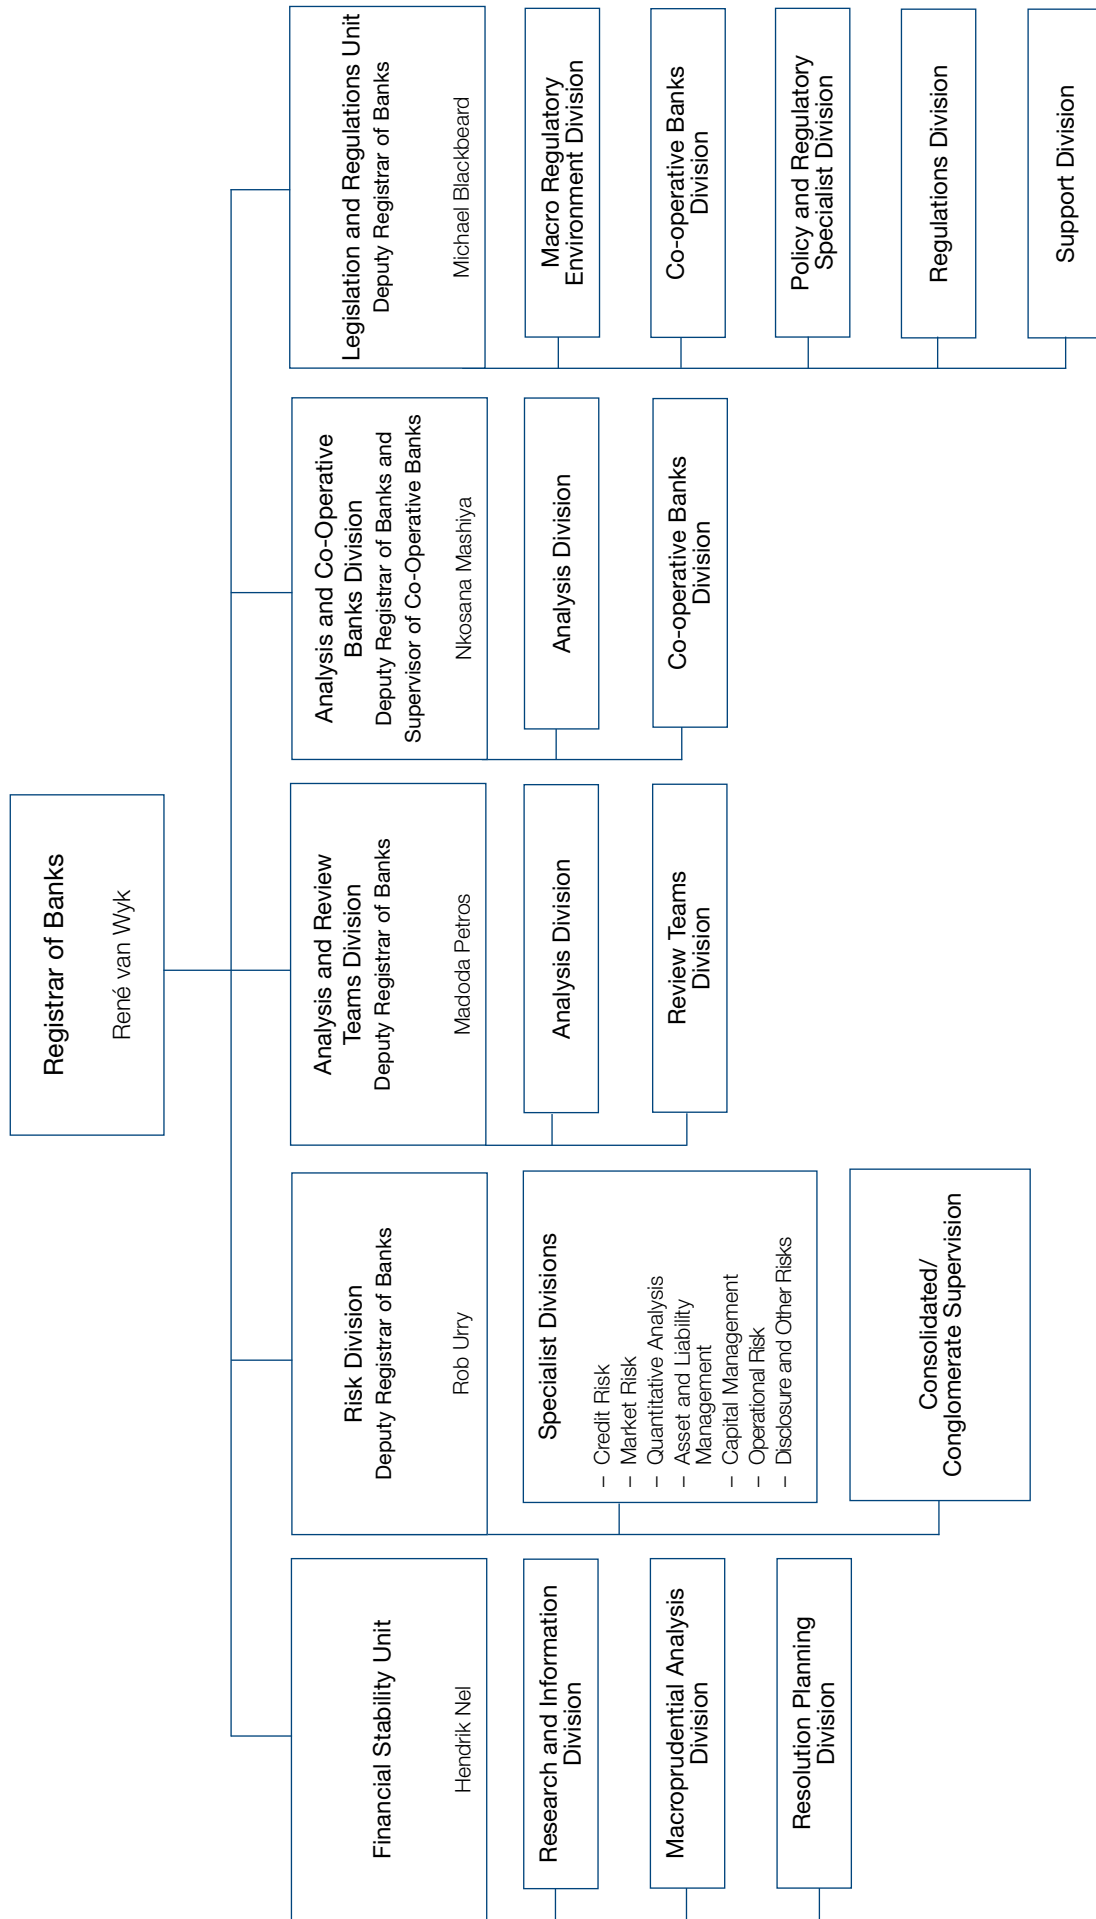 Registrar of Banks
René van Wyk
Financial Stability Unit
Hendrik Nel
Research and Information
Division
Macroprudential Analysis
Division
Resolution Planning
Division
Risk Division
Deputy Registrar of Banks
Rob Urry
Specialist Divisions
– Credit Risk
– Market Risk
– Quantitative Analysis
– Asset and Liability
Management
– Capital Management
– Operational Risk
– Disclosure and Other Risks
Consolidated/
Conglomerate Supervision
Analysis and Review
Teams Division
Deputy Registrar of Banks
Madoda Petros
Analysis Division
Review Teams
Division
Analysis and Co-Operative
Banks Division
Deputy Registrar of Banks and
Supervisor of Co-Operative Banks
Nkosana Mashiya
Analysis Division
Co-operative Banks
Division
Legislation and Regulations Unit
Deputy Registrar of Banks
Michael Blackbeard
Macro Regulatory
Environment Division
Co-operative Banks
Division
Policy and Regulatory
Specialist Division
Regulations Division
Support Division